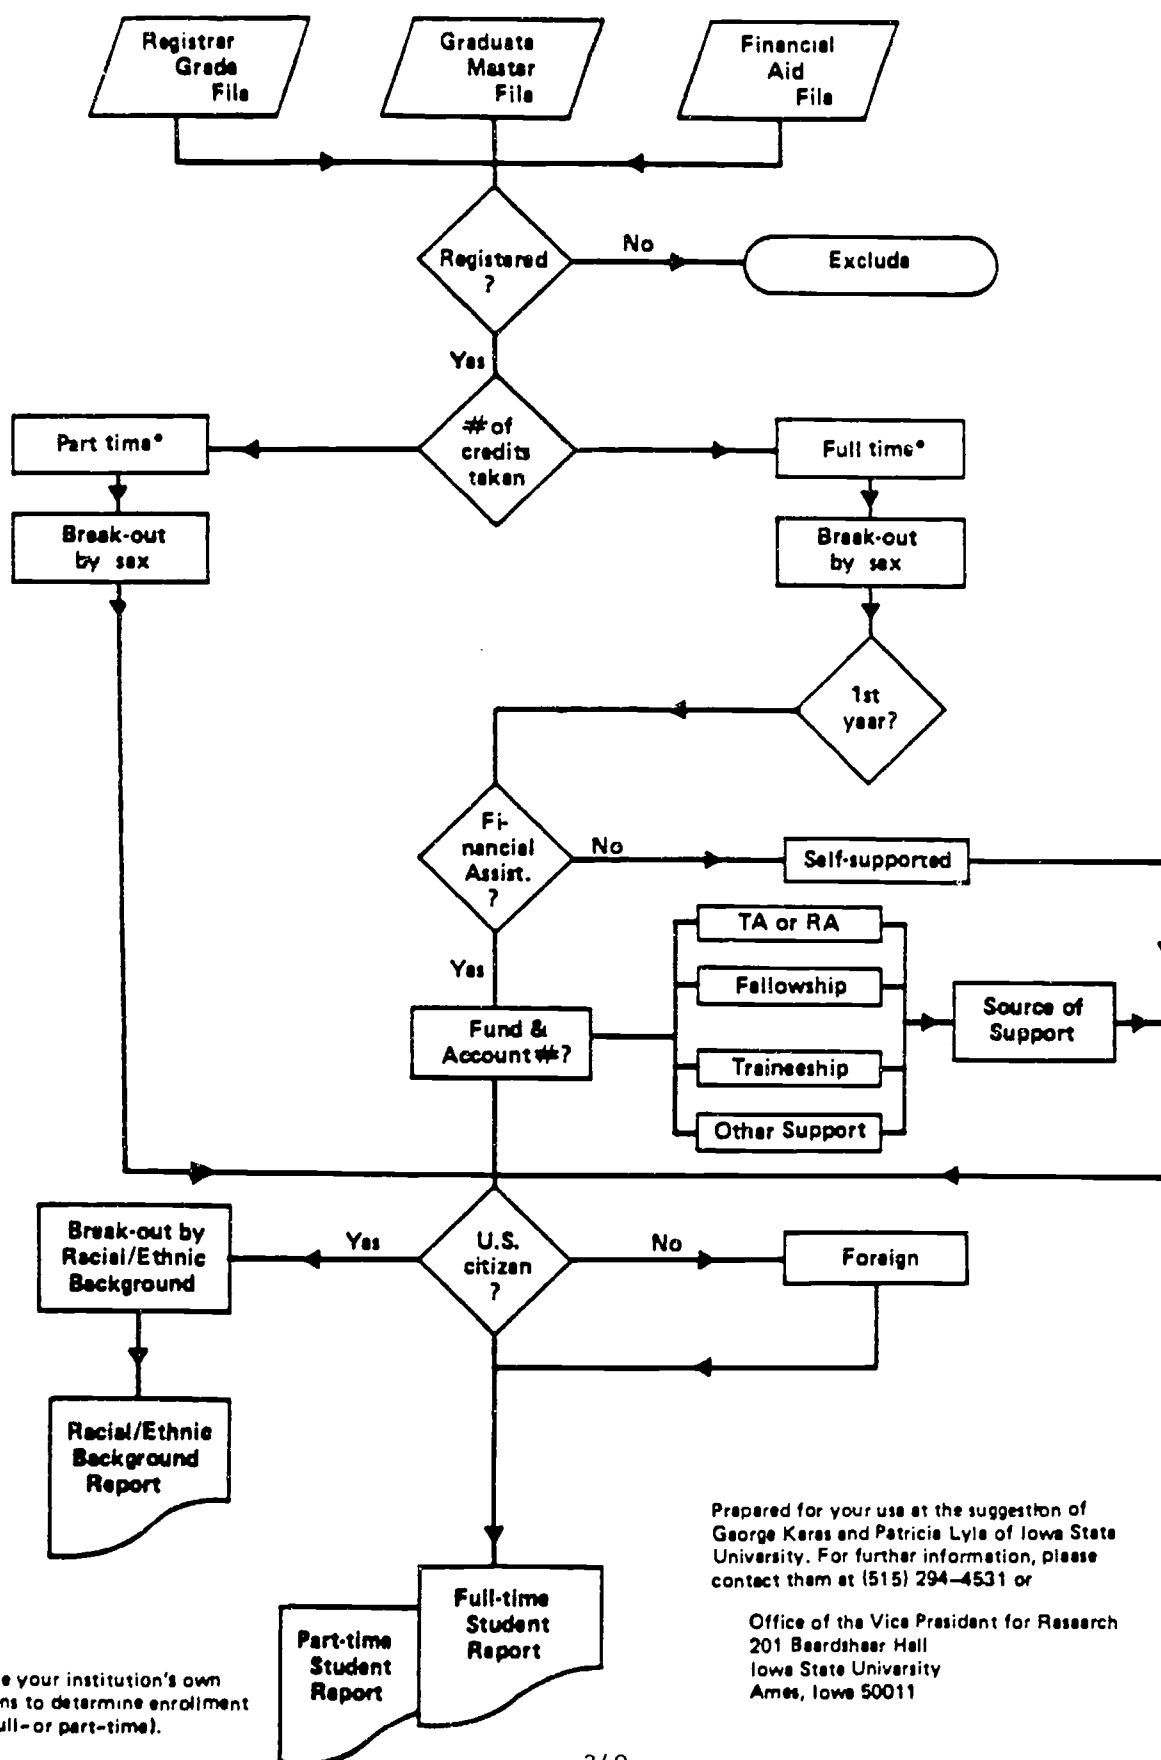 Registrar
Grade
File
Graduate
Master
File
Financial
Aid
File
Registered
?
No
Exclude
Yes
# of
credits
taken
Part time*
Full time*
Break-out
by sex
Break-out
by sex
1st
year?
Fi-
nancial
Assist.
?
No
Self-supported
Yes
TA or RA
Fellowship
Fund &
Account #?
Source of
Support
Traineeship
Other Support
Break-out by
Racial/Ethnic
Background
Yes
U.S.
citizen
?
No
Foreign
Racial/Ethnic
Background
Report
Prepared for your use at the suggestion of
George Karas and Patricia Lyle of Iowa State
University. For further information, please
contact them at (515) 294–4531 or
Office of the Vice President for Research
201 Beardshear Hall
Iowa State University
Ames, Iowa 50011
Full-time
Student
Report
Part-time
Student
Report
e your institution's own
ns to determine enrollment
ull- or part-time).